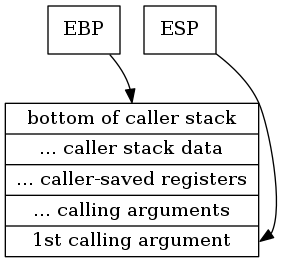 EBP
ESP
bottom of caller stack
... caller stack data
... caller-saved registers
... calling arguments
1st calling argument